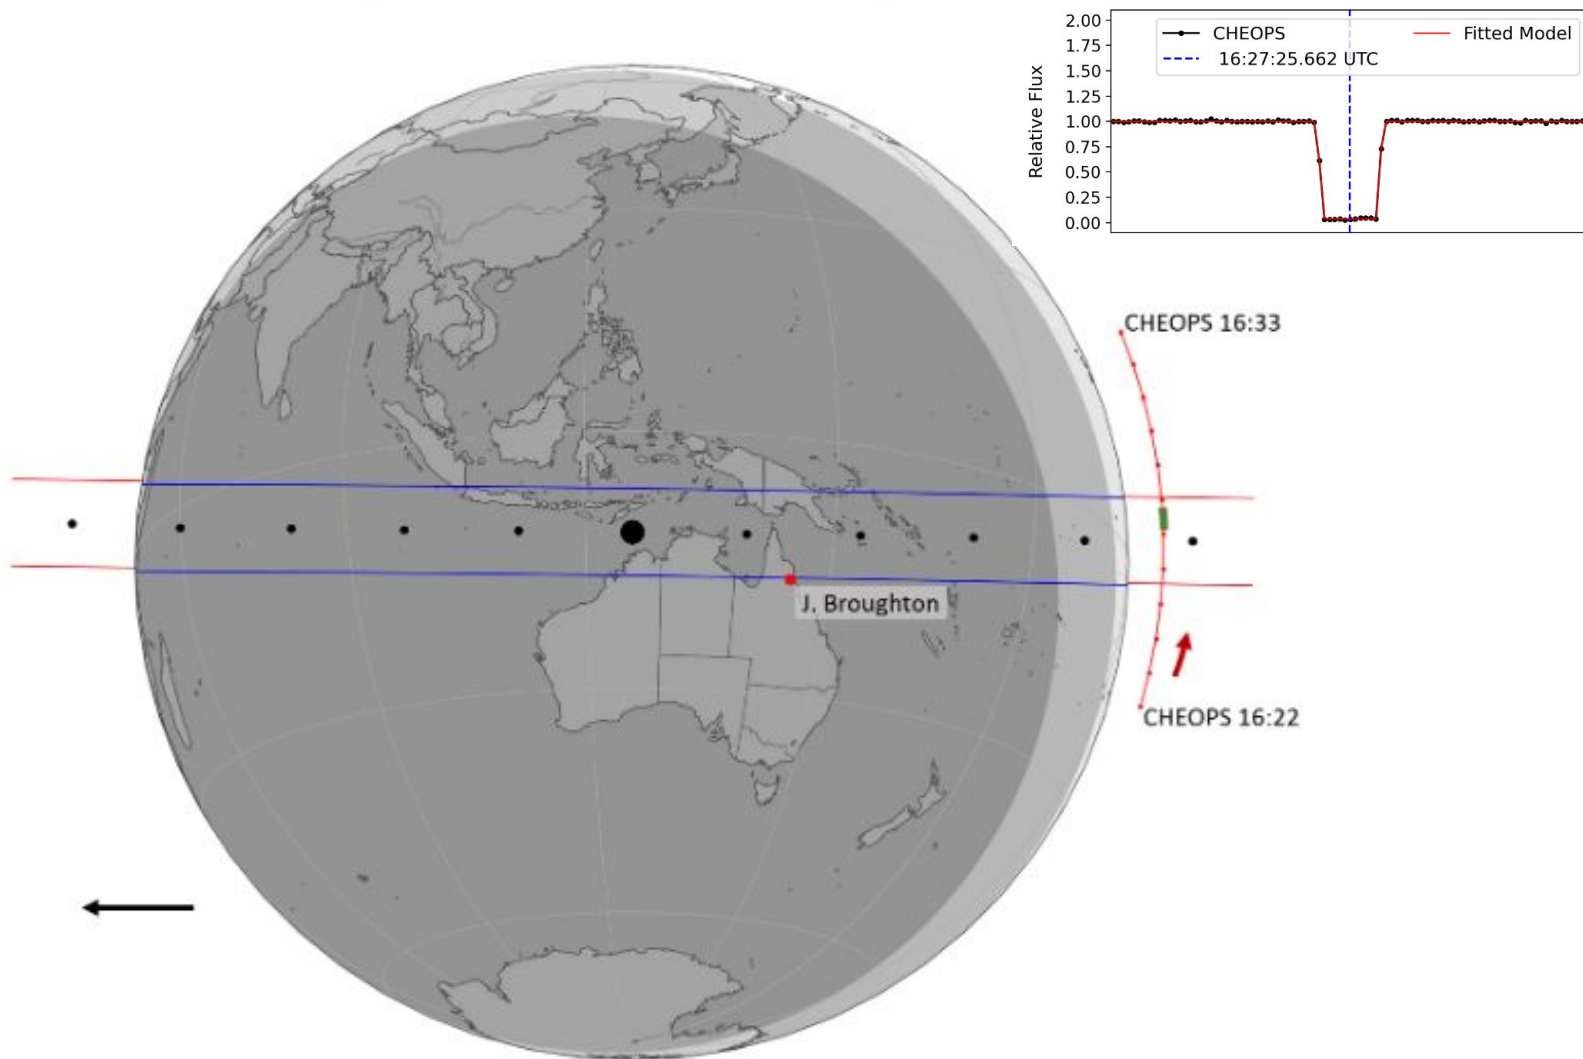 2.00
1.75
1.50
1.25
1.00
0.75
0.50
0.25
0.00
Relative Flux
CHEOPS
Fitted Model
16:27:25.662 UTC
CHEOPS 16:33
J. Broughton
CHEOPS 16:22